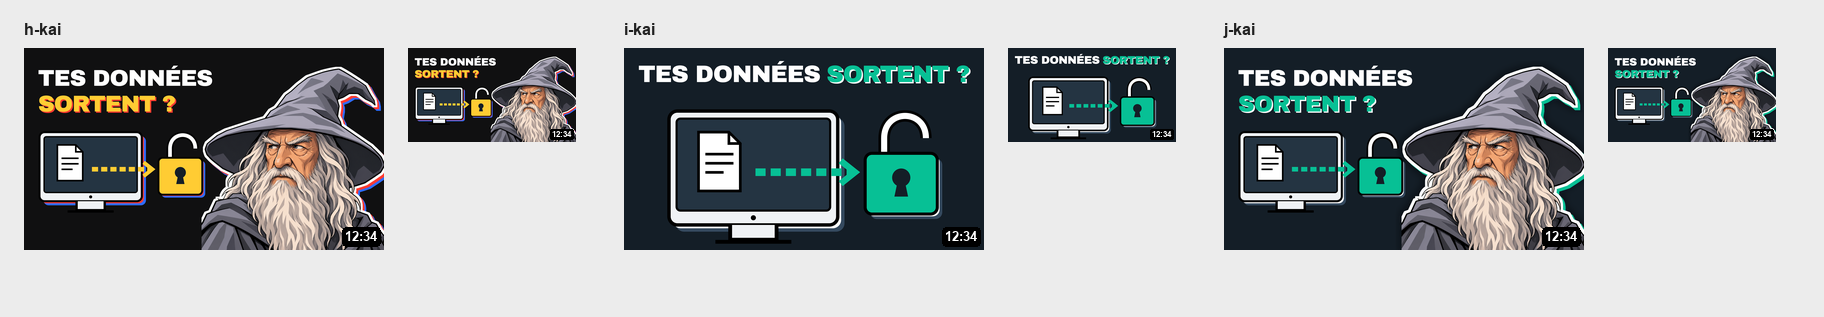 h-kai
TES DONNÉES
SORTENT ?
12:34
TES DONNÉES
SORTENT ?
12:34
i-kai
TES DONNÉES SORTENT ?
12:34
TES DONNÉES SORTENT ?
12:34
j-kai
TES DONNÉES
SORTENT ?
12:34
TES DONNÉES
SORTENT ?
12:34